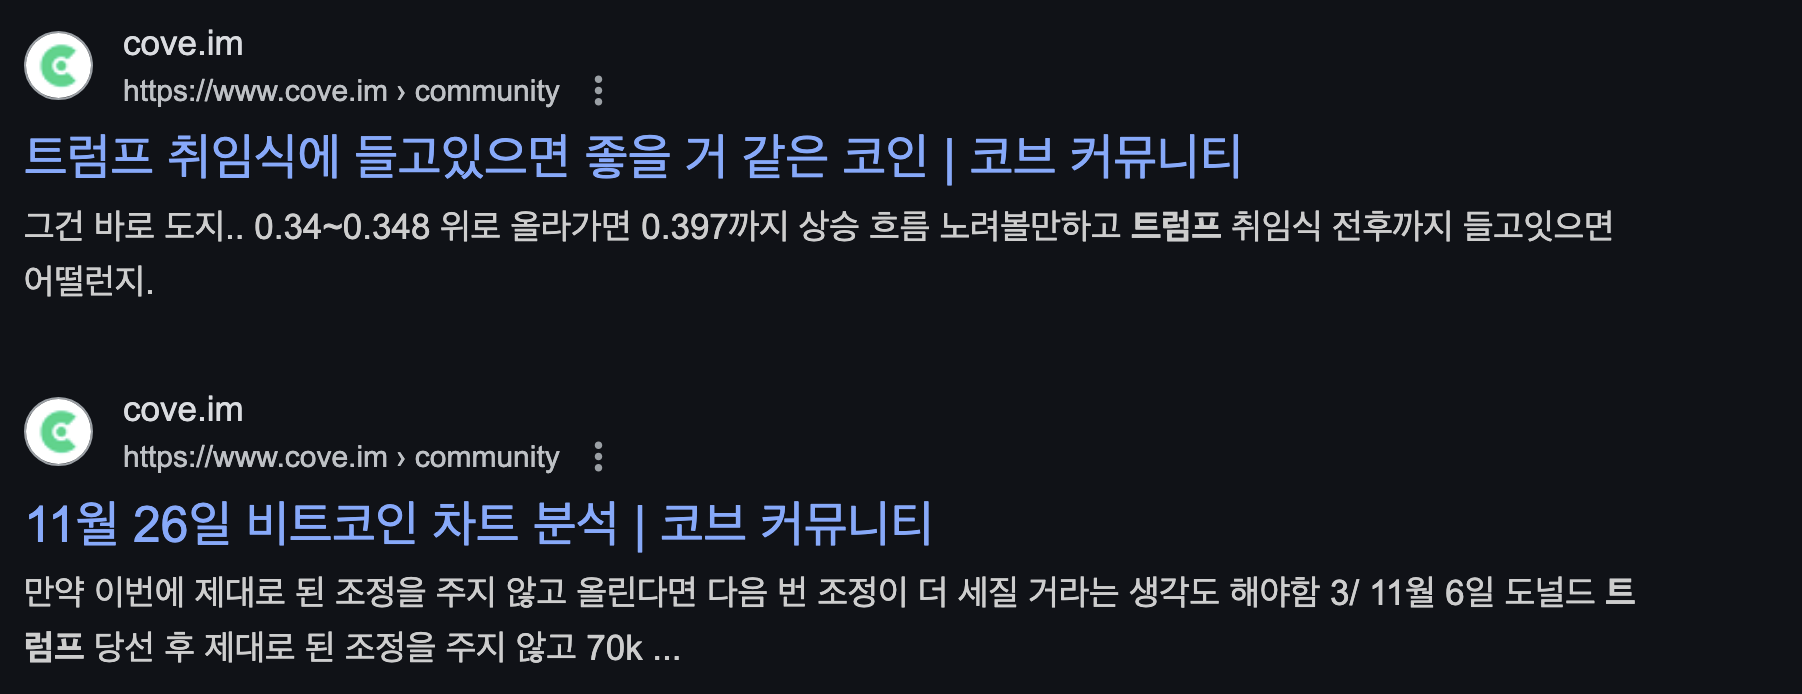 cove.im
https://www.cove.im › community
트럼프 취임식에 들고있으면 좋을 거 같은 코인 | 코브 커뮤니티
그건 바로 도지.. 0.34~0.348 위로 올라가면 0.397까지 상승 흐름 노려볼만하고 트럼프 취임식 전후까지 들고잇으면
어떨런지.
cove.im
https://www.cove.im › community
11월 26일 비트코인 차트 분석 | 코브 커뮤니티
만약 이번에 제대로 된 조정을 주지 않고 올린다면 다음 번 조정이 더 세질 거라는 생각도 해야함 3/ 11월 6일 도널드 트
럼프 당선 후 제대로 된 조정을 주지 않고 70k ...